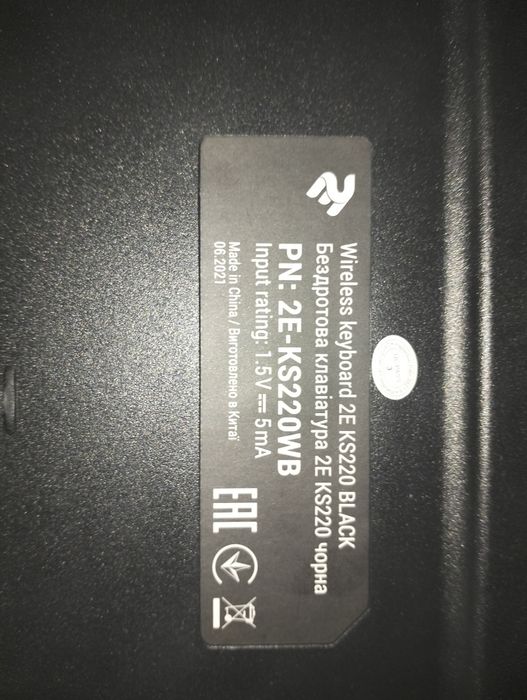 2E
Wireless keyboard 2E KS220 BLACK
Бездротова клавіатура 2E KS220 чорна
PN: 2E-KS220WB
Input rating: 1.5V ⎓ 5mA
Made in China / Виготовлено в Китаї
06.2021
EAC